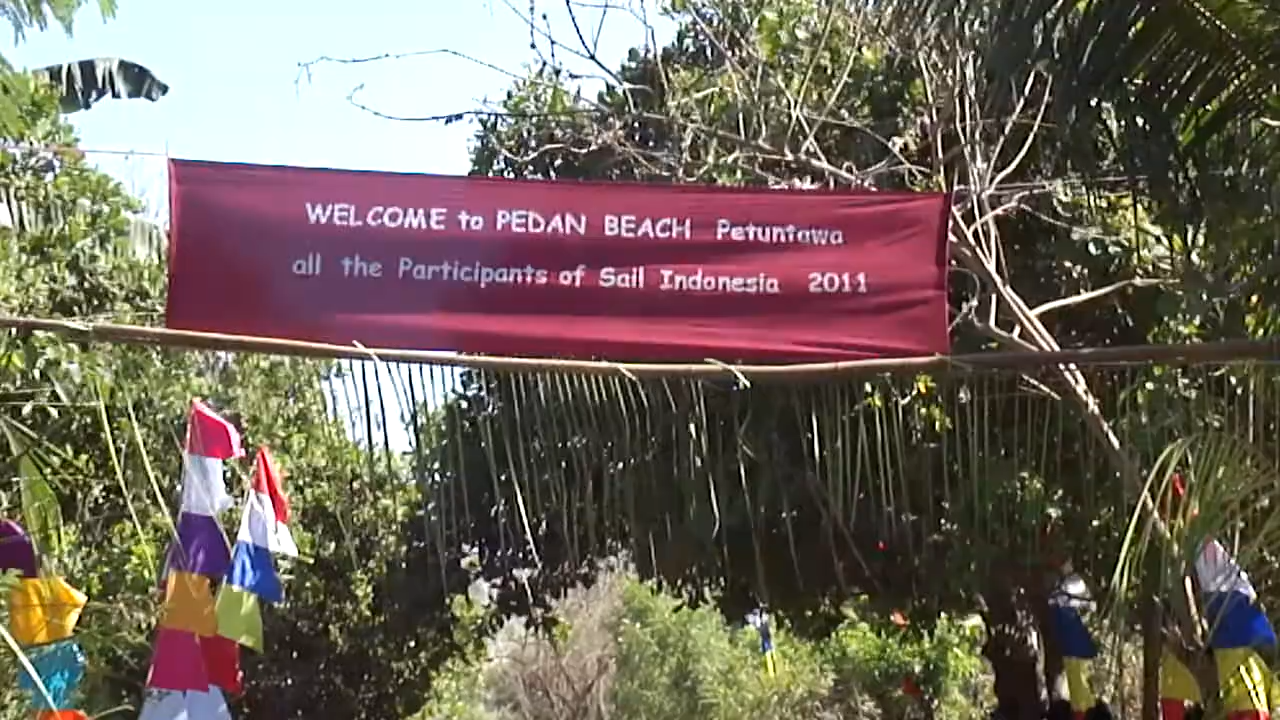 WELCOME to PEDAN BEACH Petuntawa
all the Participants of Sail Indonesia 2011